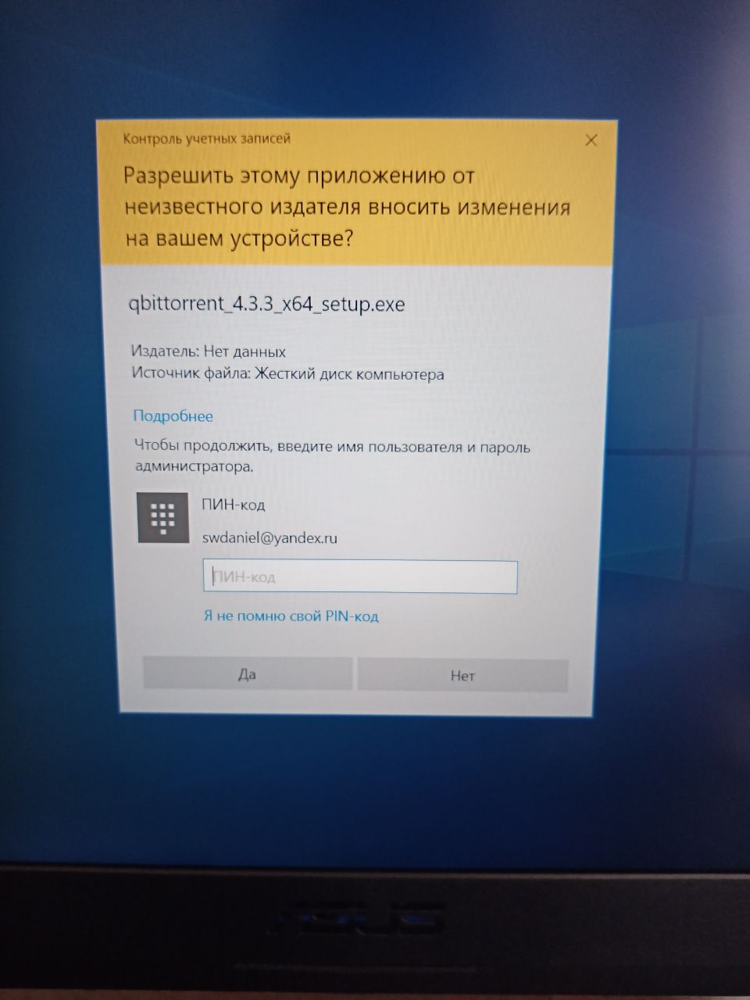 Контроль учетных записей
Разрешить этому приложению от
неизвестного издателя вносить изменения
на вашем устройстве?
qbittorrent_4.3.3_x64_setup.exe
Издатель: Нет данных
Источник файла: Жесткий диск компьютера
Подробнее
Чтобы продолжить, введите имя пользователя и пароль
администратора.
ПИН-код
swdaniel@yandex.ru
ПИН-код
Я не помню свой PIN-код
Да
Нет
ASUS